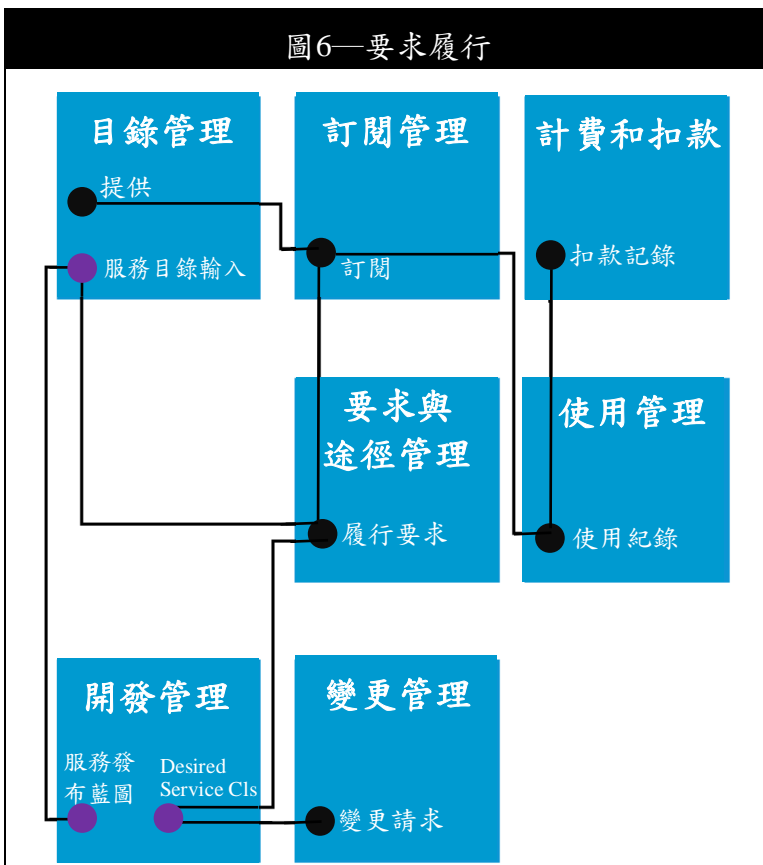 圖6—要求履行
目錄管理
提供
服務目錄輸入
訂閱管理
訂閱
計費和扣款
扣款記錄
要求與
途徑管理
履行要求
使用管理
使用紀錄
開發管理
服務發
布藍圖
Desired
Service Cls
變更管理
變更請求